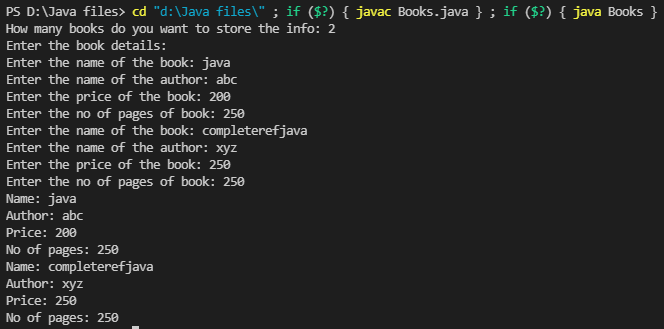 PS D:\Java files> cd "d:\Java files\" ; if ($?) { javac Books.java } ; if ($?) { java Books }
How many books do you want to store the info: 2
Enter the book details:
Enter the name of the book: java
Enter the name of the author: abc
Enter the price of the book: 200
Enter the no of pages of book: 250
Enter the name of the book: completerefjava
Enter the name of the author: xyz
Enter the price of the book: 250
Enter the no of pages of book: 250
Name: java
Author: abc
Price: 200
No of pages: 250
Name: completerefjava
Author: xyz
Price: 250
No of pages: 250